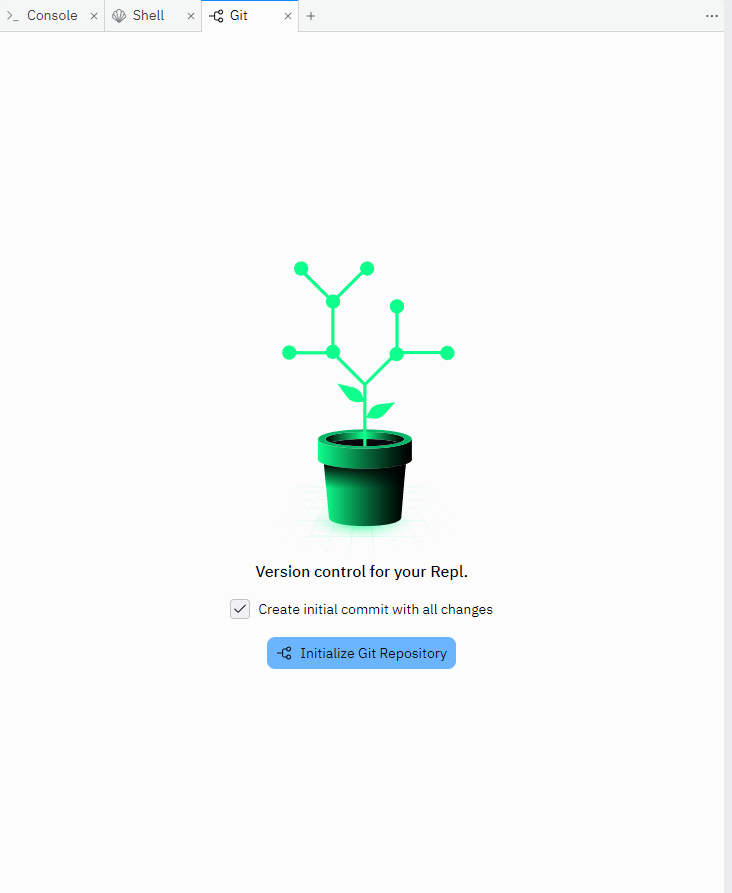 Console
Shell
Git
Version control for your Repl.
Create initial commit with all changes
Initialize Git Repository